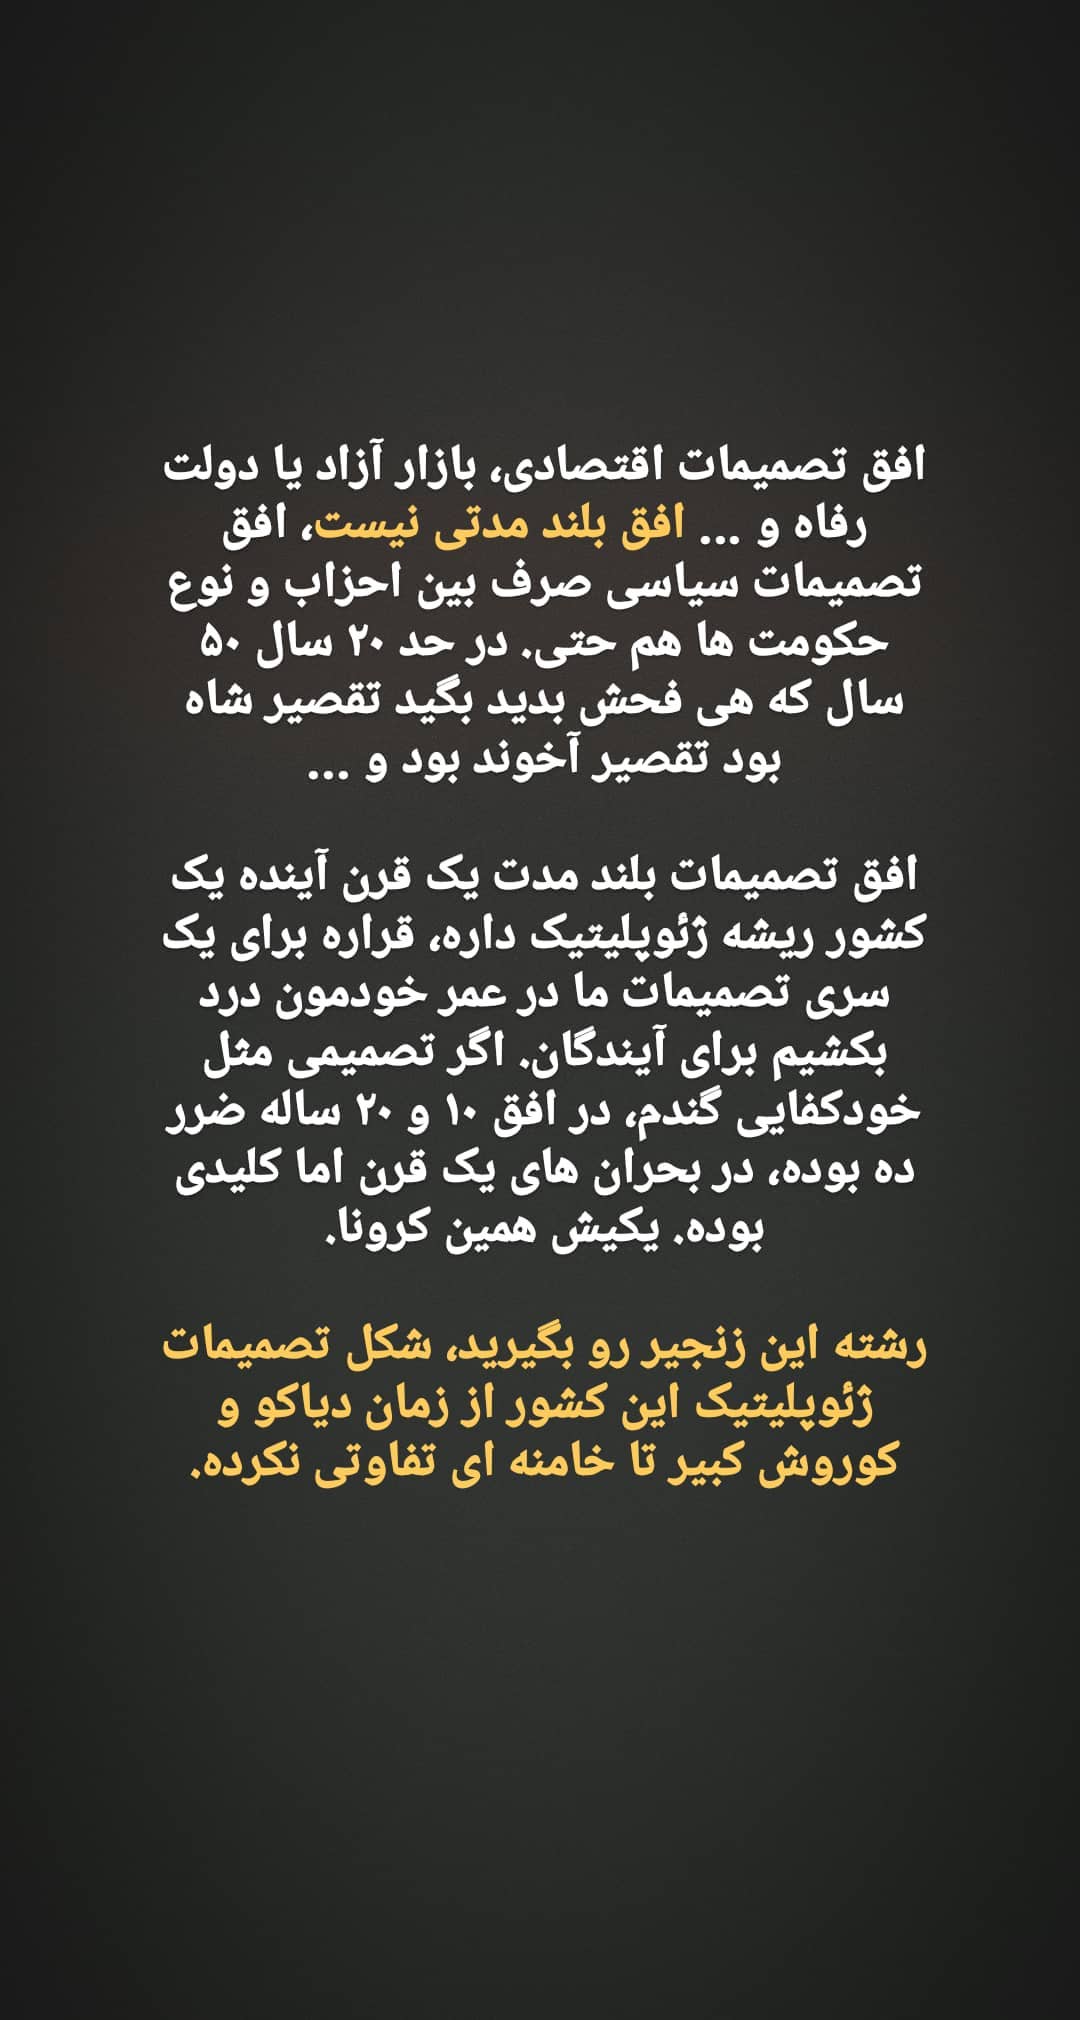 افق تصمیمات اقتصادی، بازار آزاد یا دولت
رفاه و ... افق بلند مدتی نیست، افق
تصمیمات سیاسی صرف بین احزاب و نوع
حکومت ها هم حتی. در حد ۲۰ سال ۵۰
سال که هی فحش بدید بگید تقصیر شاه
بود تقصیر آخوند بود و ...
افق تصمیمات بلند مدت یک قرن آینده یک
کشور ریشه ژئوپلیتیک داره، قراره برای یک
سری تصمیمات ما در عمر خودمون درد
بکشیم برای آیندگان. اگر تصمیمی مثل
خودکفایی گندم، در افق ۱۰ و ۲۰ ساله ضرر
ده بوده، در بحران های یک قرن اما کلیدی
بوده. یکیش همین کرونا.
رشته این زنجیر رو بگیرید، شکل تصمیمات
ژئوپلیتیک این کشور از زمان دیاکو و
کوروش کبیر تا خامنه ای تفاوتی نکرده.